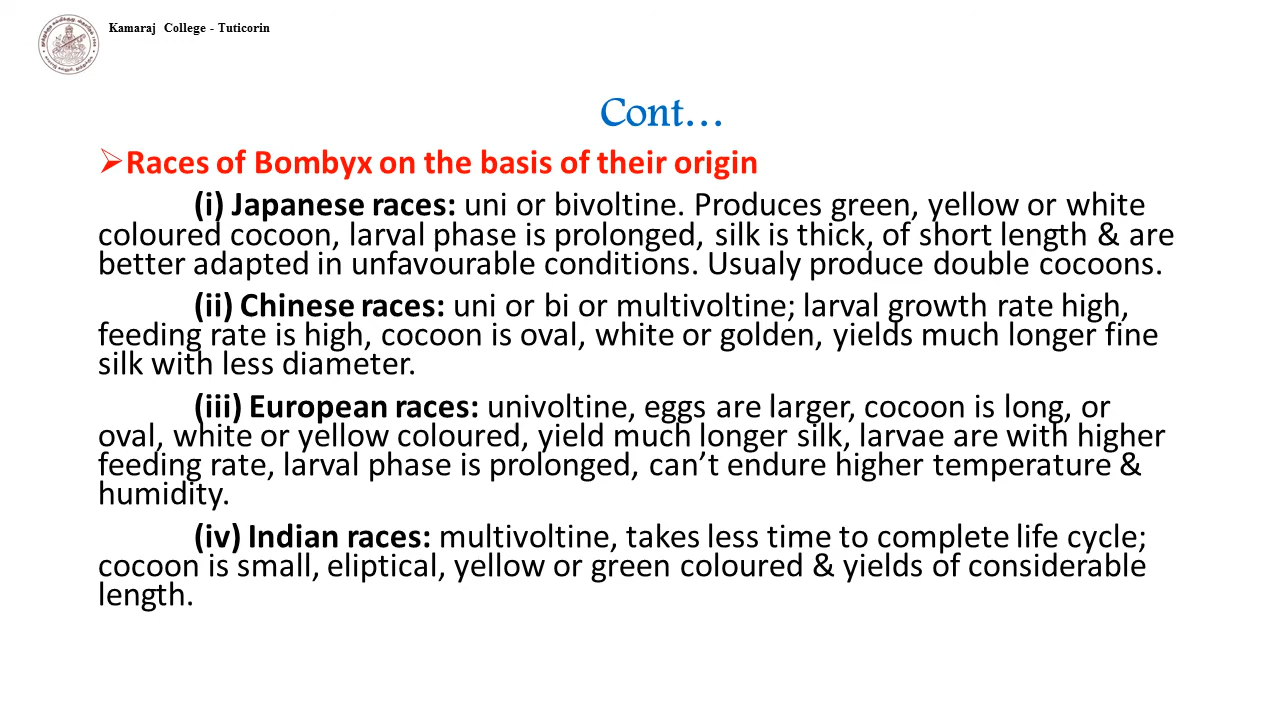 Kamaraj College - Tuticorin
Cont...
➢Races of Bombyx on the basis of their origin
(i) Japanese races: uni or bivoltine. Produces green, yellow or white
coloured cocoon, larval phase is prolonged, silk is thick, of short length & are
better adapted in unfavourable conditions. Usualy produce double cocoons.
(ii) Chinese races: uni or bi or multivoltine; larval growth rate high,
feeding rate is high, cocoon is oval, white or golden, yields much longer fine
silk with less diameter.
(iii) European races: univoltine, eggs are larger, cocoon is long, or
oval, white or yellow coloured, yield much longer silk, larvae are with higher
feeding rate, larval phase is prolonged, can’t endure higher temperature &
humidity.
(iv) Indian races: multivoltine, takes less time to complete life cycle;
cocoon is small, eliptical, yellow or green coloured & yields of considerable
length.